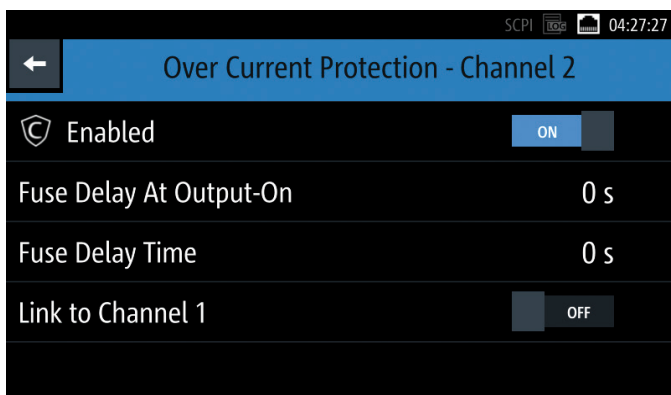 SCPI LOG 04:27:27
Over Current Protection - Channel 2
C Enabled ON
Fuse Delay At Output-On 0 s
Fuse Delay Time 0 s
Link to Channel 1 OFF